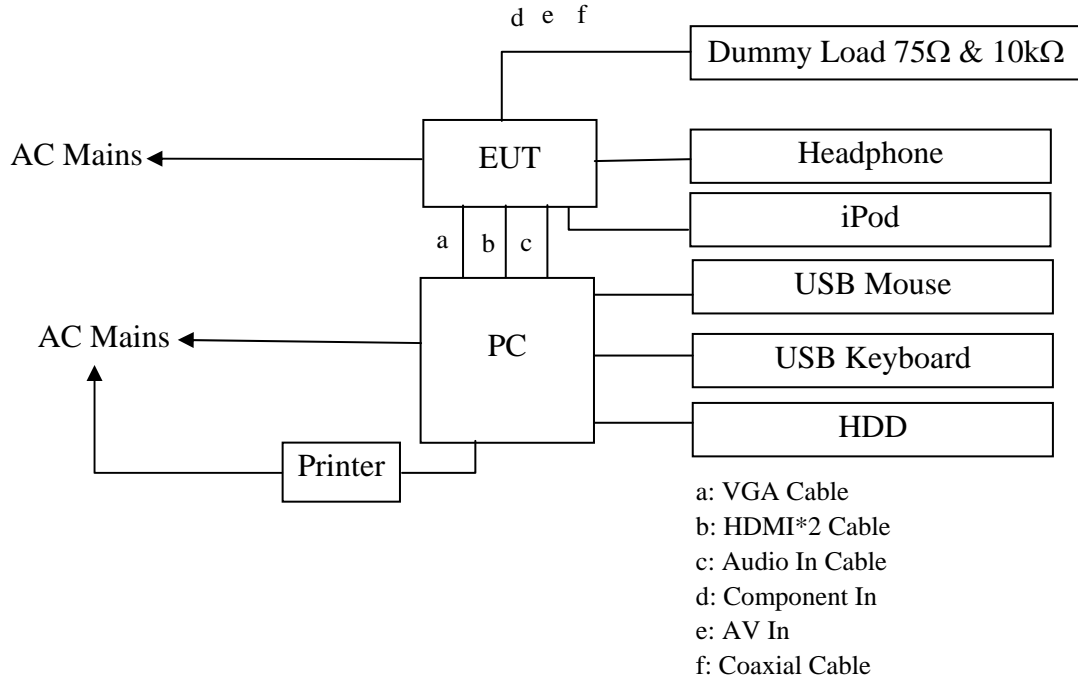 d e f
Dummy Load 75Ω & 10kΩ
AC Mains
EUT
Headphone
iPod
a b c
USB Mouse
AC Mains
PC
USB Keyboard
HDD
Printer
a: VGA Cable
b: HDMI*2 Cable
c: Audio In Cable
d: Component In
e: AV In
f: Coaxial Cable